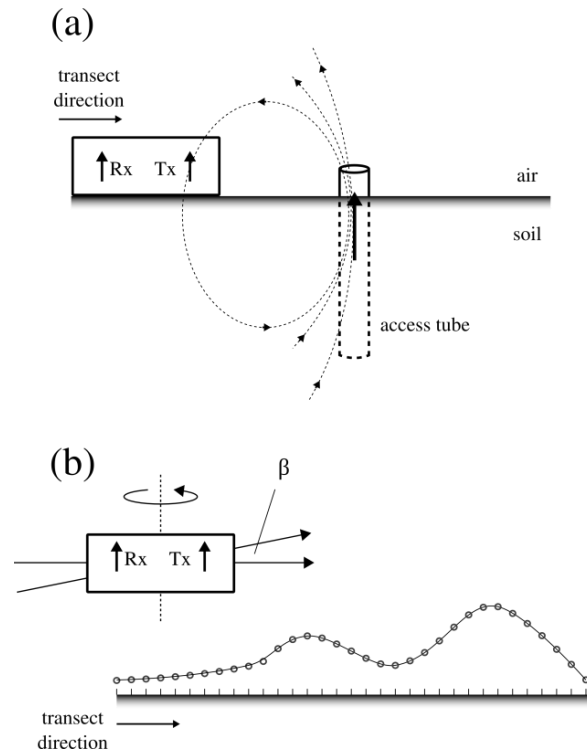 (a)
transect
direction
Rx Tx
air
soil
access tube
(b)
β
Rx Tx
transect
direction